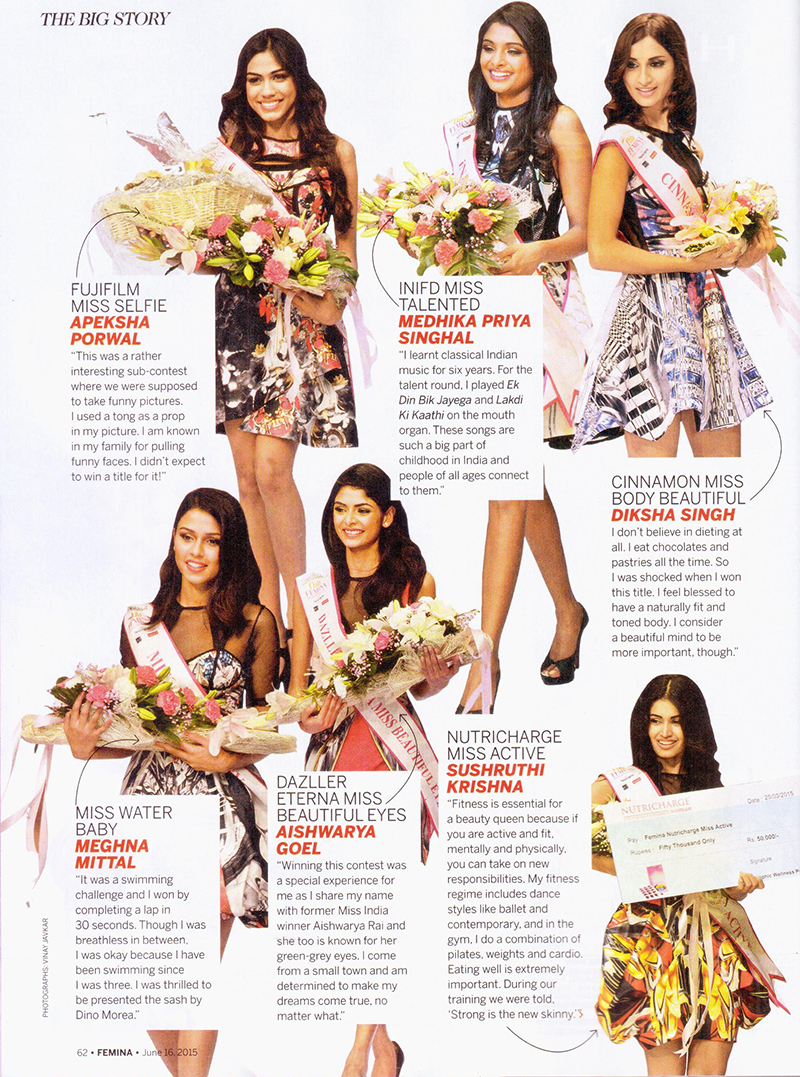 THE BIG STORY
FUJIFILM
MISS SELFIE
APEKSHA
PORWAL
"This was a rather
interesting sub-contest
where we were supposed
to take funny pictures.
I used a tong as a prop
in my picture. I am known
in my family for pulling
funny faces. I didn't expect
to win a title for it!"
INIFD MISS
TALENTED
MEDHIKA PRIYA
SINGHAL
"I learnt classical Indian
music for six years. For the
talent round, I played Ek
Din Bik Jayega and Lakdi
Ki Kaathi on the mouth
organ. These songs are
such a big part of
childhood in India and
people of all ages connect
to them."
FEMINA
CINNA
CINNAMON MISS
BODY BEAUTIFUL
DIKSHA SINGH
I don't believe in dieting at
all. I eat chocolates and
pastries all the time. So
I was shocked when I won
this title. I feel blessed to
have a naturally fit and
toned body. I consider
a beautiful mind to be
more important, though."
MISS WATER
BABY
MEGHNA
MITTAL
"It was a swimming
challenge and I won by
completing a lap in
30 seconds. Though I was
breathless in between,
I was okay because I have
been swimming since
I was three. I was thrilled to
be presented the sash by
Dino Morea."
FEMINA
DAZLL
MISS BEAUTIFUL EY
DAZLLER
ETERNA MISS
BEAUTIFUL EYES
AISHWARYA
GOEL
"Winning this contest was
a special experience for
me as I share my name
with former Miss India
winner Aishwarya Rai and
she too is known for her
green-grey eyes. I come
from a small town and am
determined to make my
dreams come true, no
matter what."
NUTRICHARGE
MISS ACTIVE
SUSHRUTHI
KRISHNA
"Fitness is essential for
a beauty queen because if
you are active and fit,
mentally and physically,
you can take on new
responsibilities. My fitness
regime includes dance
styles like ballet and
contemporary, and in the
gym, I do a combination of
pilates, weights and cardio.
Eating well is extremely
important. During our
training we were told,
'Strong is the new skinny.'
NUTRICHARGE
Date : 25/03/2015
Pay : Femina Nutricharge Miss Active
Rupees : Fifty Thousand Only
Rs. 50,000/-
Signature
PHOTOGRAPHS: VINAY JAVKAR
62 • FEMINA • June 16, 2015